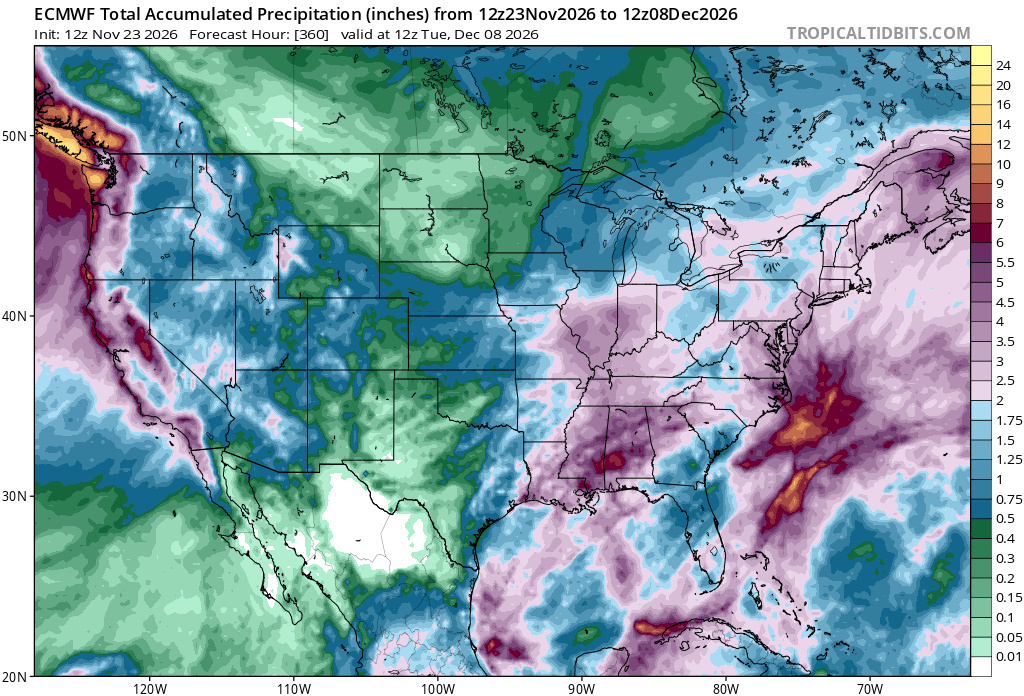 ECMWF Total Accumulated Precipitation (inches) from 12z23Nov2026 to 12z08Dec2026
Init: 12z Nov 23 2026   Forecast Hour: [360]   valid at 12z Tue, Dec 08 2026
TROPICALTIDBITS.COM
50N
40N
30N
20N
120W
110W
100W
90W
80W
70W
24
20
16
14
12
10
9
8
7
6
5.5
5
4.5
4
3.5
3
2.5
2
1.75
1.5
1.25
1
0.75
0.5
0.4
0.3
0.2
0.15
0.1
0.05
0.01